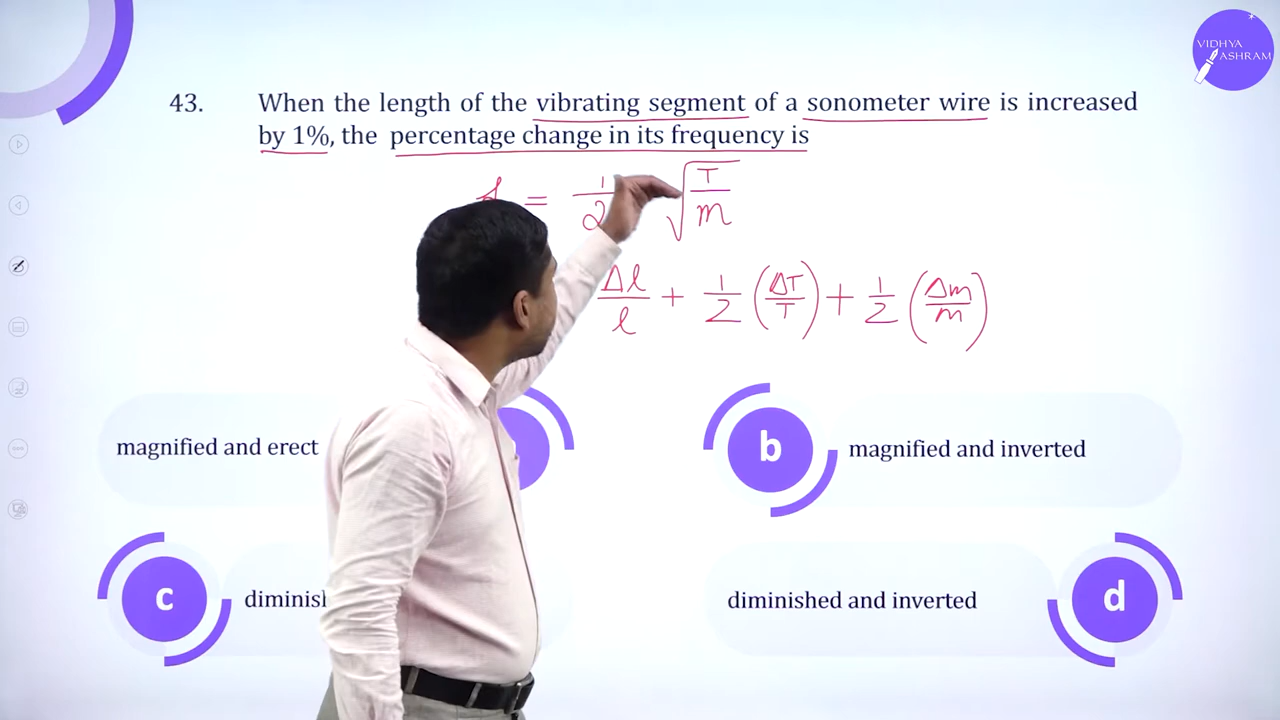 VIDHYA
ASHRAM
43. When the length of the vibrating segment of a sonometer wire is increased
by 1%, the percentage change in its frequency is
= 1/2 √T/m
Δl/l + 1/2 (ΔT/T) + 1/2 (Δm/m)
magnified and erect
b magnified and inverted
c
diminished and inverted d